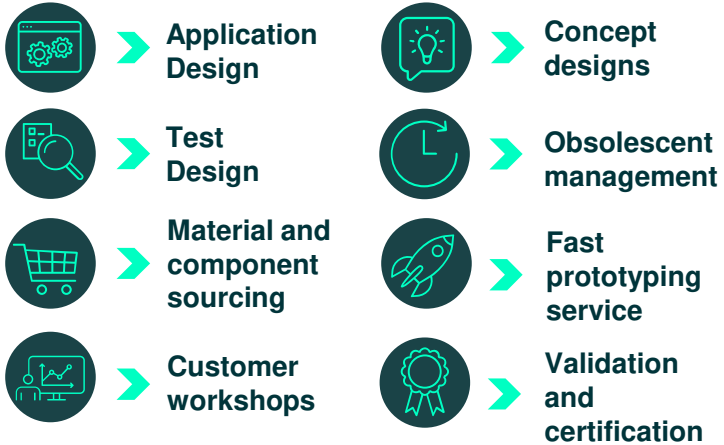 Application
Design
Concept
designs
Test
Design
Obsolescent
management
Material and
component
sourcing
Fast
prototyping
service
Customer
workshops
Validation
and
certification